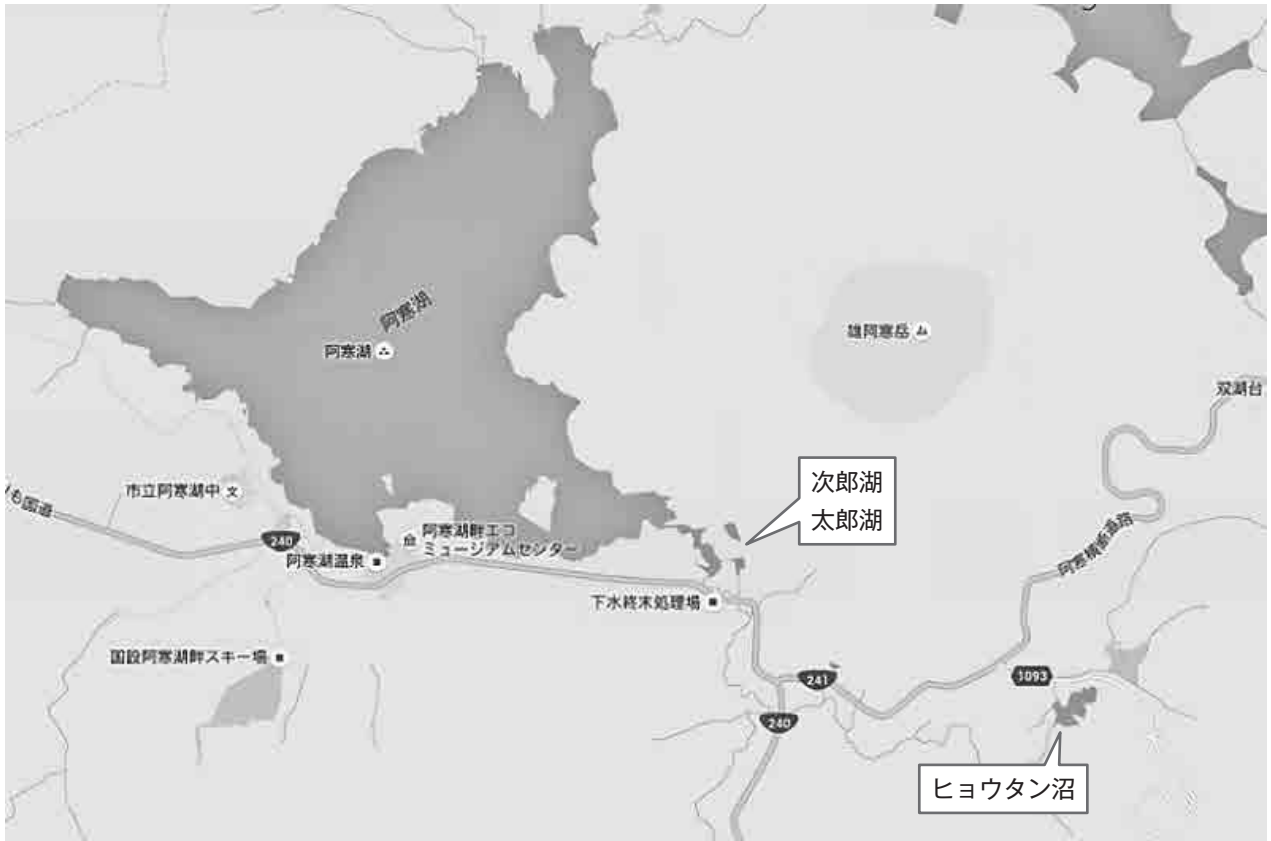 阿寒湖
阿寒湖
雄阿寒岳
双湖台
次郎湖
太郎湖
市立阿寒湖中
も国道
240
阿寒湖温泉
阿寒湖畔エコ
ミュージアムセンター
阿寒横断道路
下水終末処理場
国設阿寒湖畔スキー場
241
1093
240
ヒョウタン沼